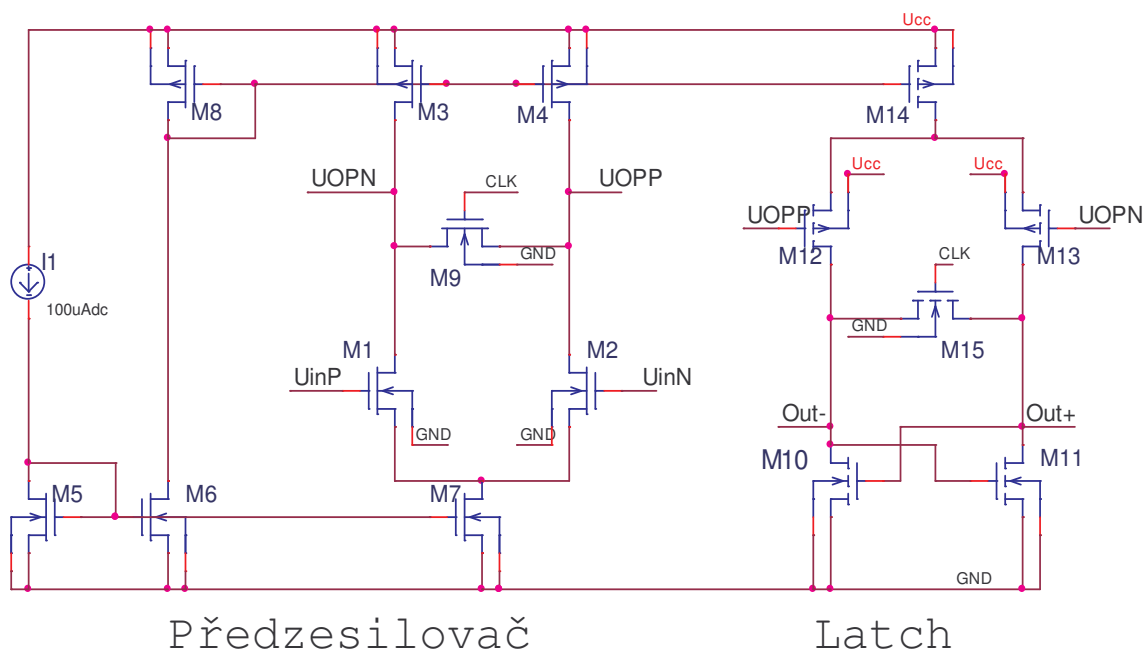 Ucc
M8
M3
M4
M14
UOPN
CLK
UOPP
Ucc
Ucc
UOPP
UOPN
GND
M9
M12
M13
CLK
I1
100uAdc
GND
M15
M1
M2
UinP
UinN
GND
GND
Out-
Out+
M10
M11
M5
M6
M7
GND
Předzesilovač
Latch